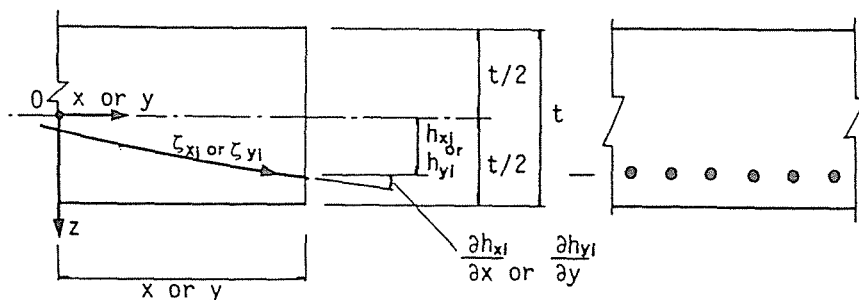 0 x or y
ζxj or ζyi
z
x or y
hxj
or
hyi
t/2
t/2
t
∂hxi/∂x or ∂hyi/∂y